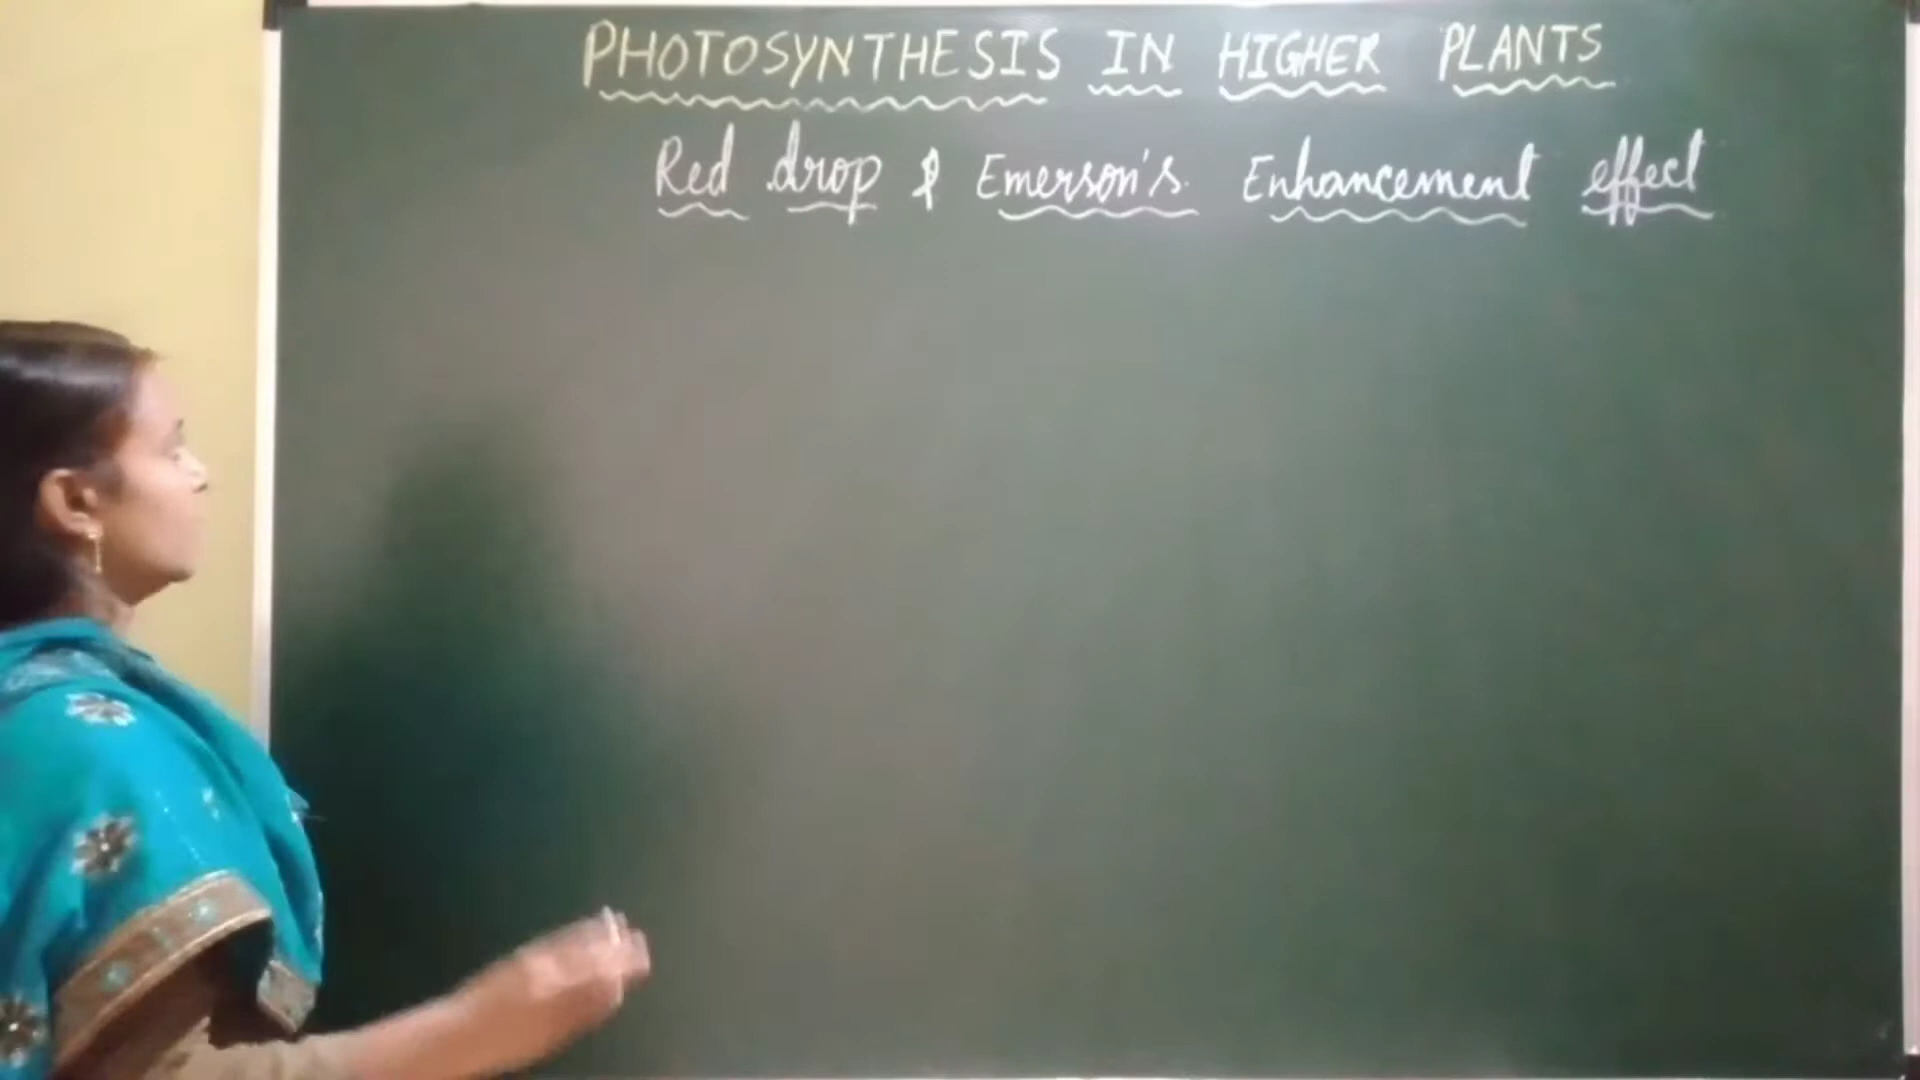 PHOTOSYNTHESIS IN HIGHER PLANTS
Red drop & Emerson's Enhancement effect